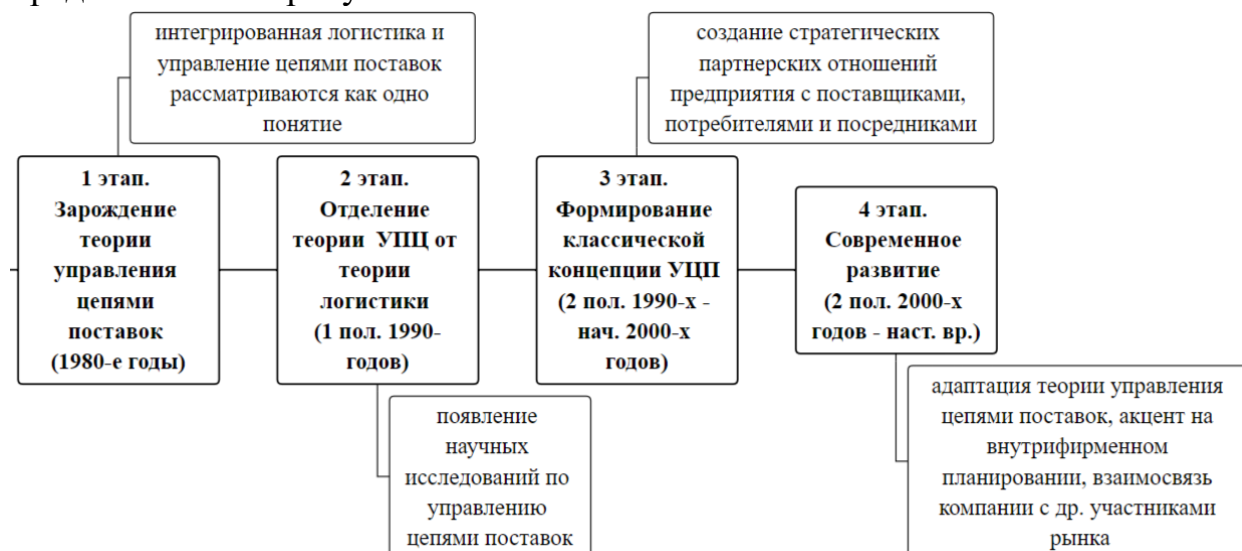 интегрированная логистика и
управление цепями поставок
рассматриваются как одно
понятие
создание стратегических
партнерских отношений
предприятия с поставщиками,
потребителями и посредниками
1 этап.
Зарождение
теории
управления
цепями
поставок
(1980-е годы)
2 этап.
Отделение
теории УПЦ от
теории
логистики
(1 пол. 1990-
годов)
3 этап.
Формирование
классической
концепции УЦП
(2 пол. 1990-х -
нач. 2000-х
годов)
4 этап.
Современное
развитие
(2 пол. 2000-х
годов - наст. вр.)
появление
научных
исследований по
управлению
цепями поставок
адаптация теории управления
цепями поставок, акцент на
внутрифирменном
планировании, взаимосвязь
компании с др. участниками
рынка